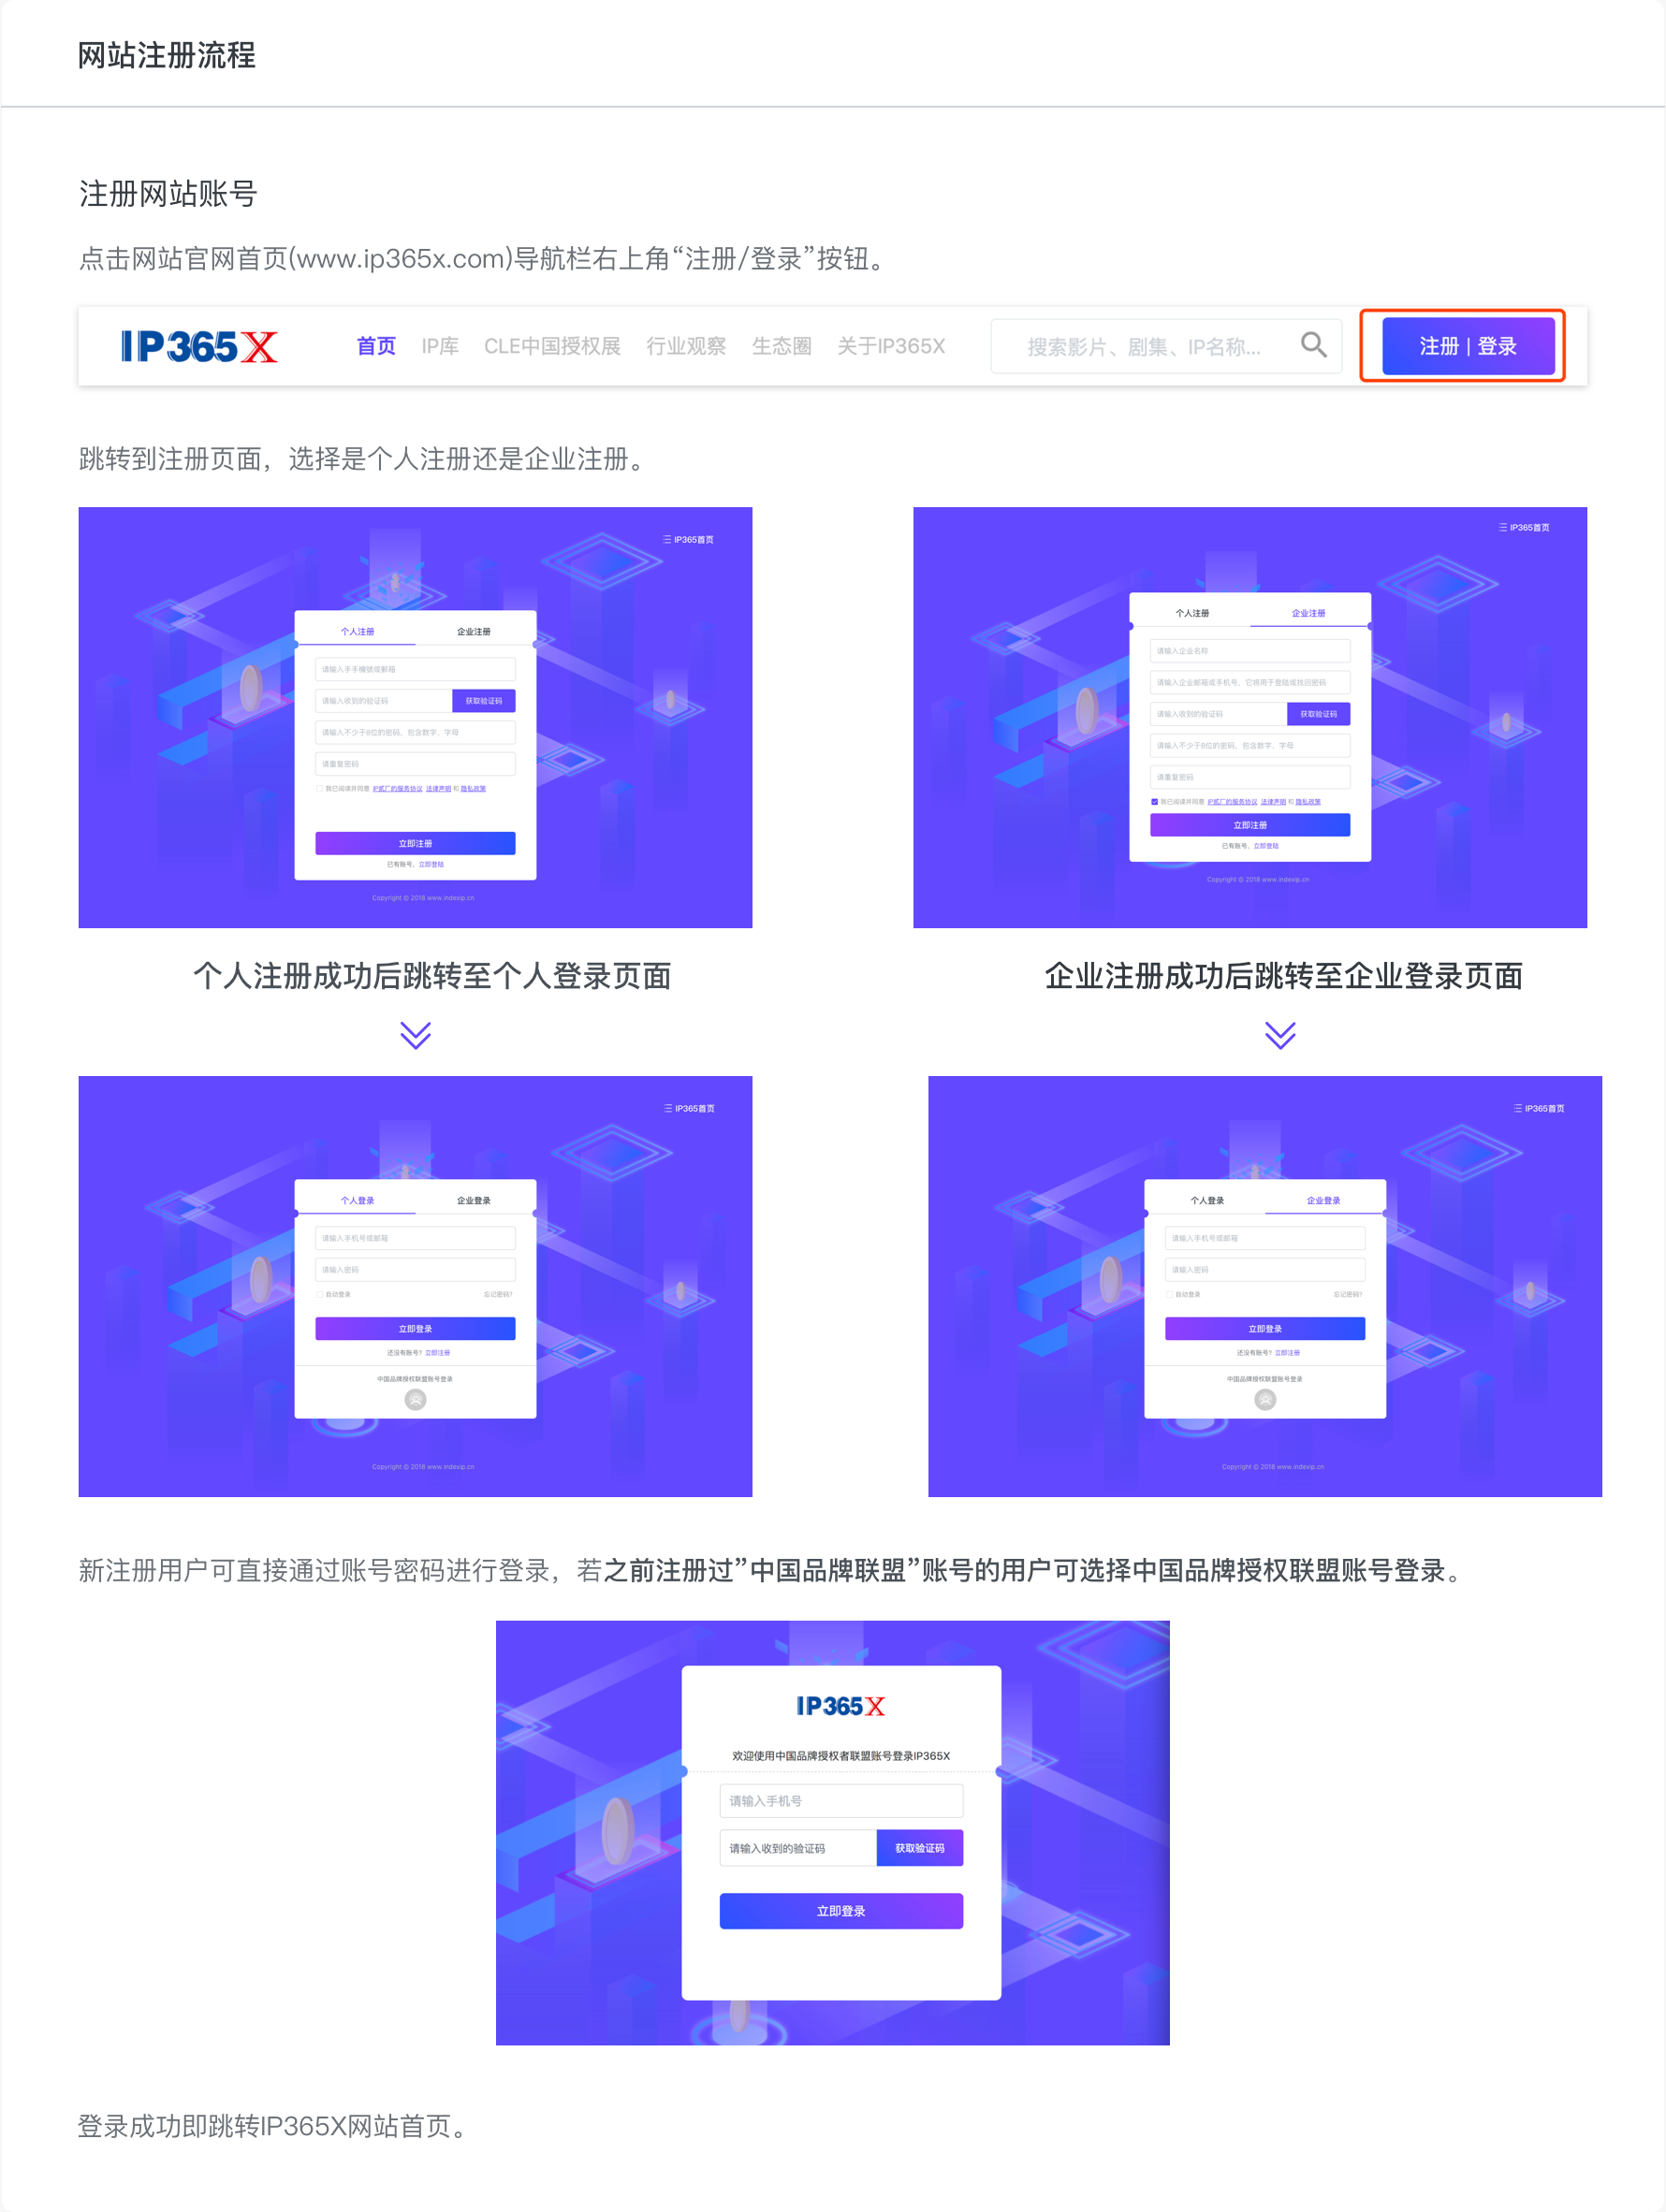 网站注册流程
注册网站账号
点击网站官网首页(www.ip365x.com)导航栏右上角“注册/登录”按钮。
IP365X 首页 IP库 CLE中国授权展 行业观察 生态圈 关于IP365X 搜索影片、剧集、IP名称... 注册 | 登录
跳转到注册页面，选择是个人注册还是企业注册。
IP365首页
个人注册 企业注册
请输入手手機號或郵箱
请输入收到的验证码 获取验证码
请输入不少于8位的密码，包含数字、字母
请重复密码
我已阅读并同意 IP贰厂的服务协议 法律声明 和 隐私政策
立即注册
已有账号，立即登陆
Copyright © 2018 www.indexip.cn
IP365首页
个人注册 企业注册
请输入企业名称
请输入企业邮箱或手机号，它将用于登陆或找回密码
请输入收到的验证码 获取验证码
请输入不少于8位的密码，包含数字、字母
请重复密码
我已阅读并同意 IP贰厂的服务协议 法律声明 和 隐私政策
立即注册
已有账号，立即登陆
Copyright © 2018 www.indexip.cn
个人注册成功后跳转至个人登录页面
企业注册成功后跳转至企业登录页面
IP365首页
个人登录 企业登录
请输入手机号或邮箱
请输入密码
自动登录 忘记密码?
立即登录
还没有账号? 立即注册
中国品牌授权联盟账号登录
Copyright © 2018 www.indexip.cn
IP365首页
个人登录 企业登录
请输入手机号或邮箱
请输入密码
自动登录 忘记密码?
立即登录
还没有账号? 立即注册
中国品牌授权联盟账号登录
Copyright © 2018 www.indexip.cn
新注册用户可直接通过账号密码进行登录，若之前注册过”中国品牌联盟”账号的用户可选择中国品牌授权联盟账号登录。
IP365X
欢迎使用中国品牌授权者联盟账号登录IP365X
请输入手机号
请输入收到的验证码 获取验证码
立即登录
登录成功即跳转IP365X网站首页。